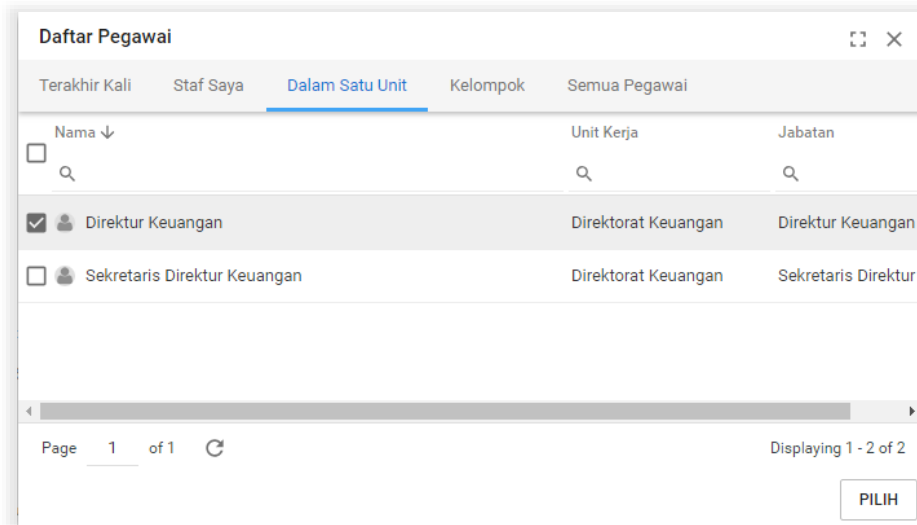 Daftar Pegawai
Terakhir Kali Staf Saya Dalam Satu Unit Kelompok Semua Pegawai
Nama Unit Kerja Jabatan
Direktur Keuangan Direktorat Keuangan Direktur Keuangan
Sekretaris Direktur Keuangan Direktorat Keuangan Sekretaris Direktur
Page 1 of 1 Displaying 1 - 2 of 2
PILIH